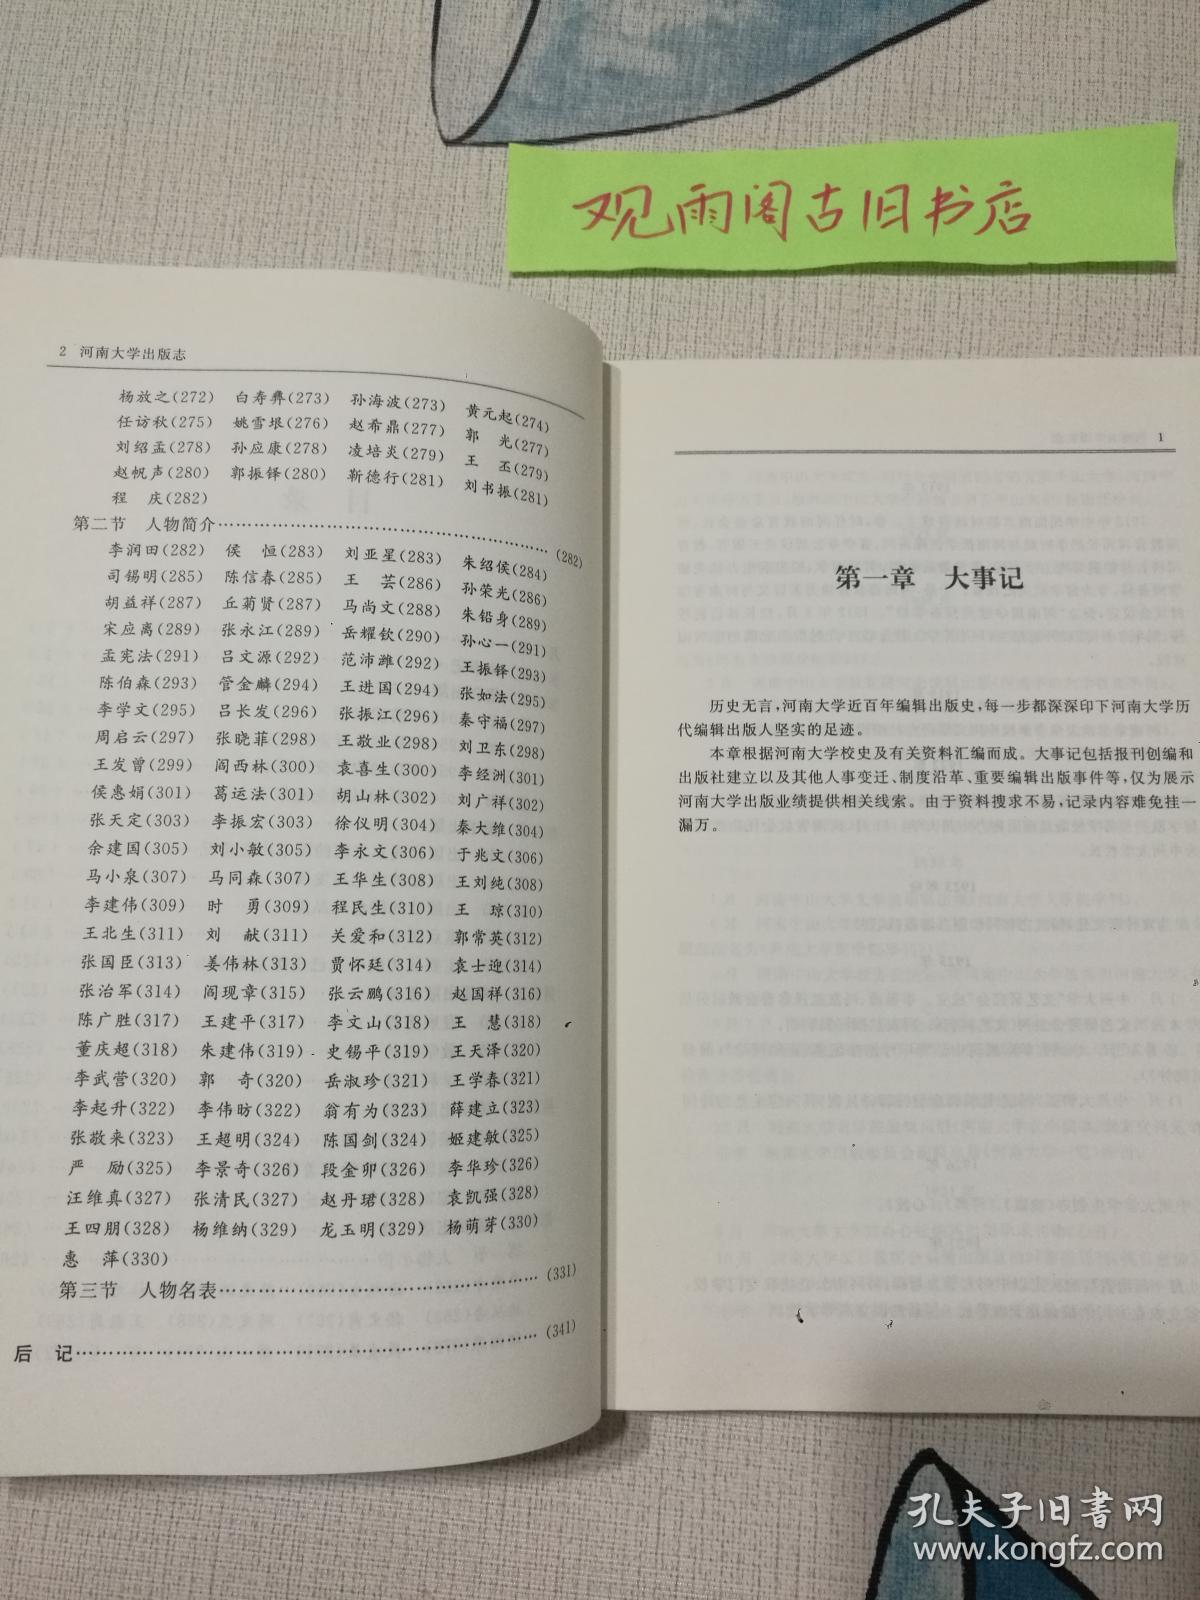 观雨阁古旧书店
2 河南大学出版志
杨放之(272) 白寿彝(273) 孙海波(273) 黄元起(274)
任访秋(275) 姚雪垠(276) 赵希鼎(277) 郭 光(277)
刘绍孟(278) 孙应康(278) 凌培炎(279) 王 丕(279)
赵帆声(280) 郭振铎(280) 靳德行(281) 刘书振(281)
程 庆(282)
第二节 人物简介……(282)
李润田(282) 侯 恒(283) 刘亚星(283) 朱绍侯(284)
司锡明(285) 陈信春(285) 王 芸(286) 孙荣光(286)
胡益祥(287) 丘菊贤(287) 马尚文(288) 朱铅身(289)
宋应离(289) 张永江(289) 岳耀钦(290) 孙心一(291)
孟宪法(291) 吕文源(292) 范沛潍(292) 王振铎(293)
陈伯森(293) 管金麟(294) 王进国(294) 张如法(295)
李学文(295) 吕长发(296) 张振江(296) 秦守福(297)
周启云(297) 张晓菲(298) 王敬业(298) 刘卫东(298)
王发曾(299) 阎西林(300) 袁喜生(300) 李经洲(301)
侯惠娟(301) 葛运法(301) 胡山林(302) 刘广祥(302)
张天定(303) 李振宏(303) 徐仪明(304) 秦大维(304)
余建国(305) 刘小敏(305) 李永文(306) 于兆文(306)
马小泉(307) 马同森(307) 王华生(308) 王刘纯(308)
李建伟(309) 时 勇(309) 程民生(310) 王 琼(310)
王北生(311) 刘 献(311) 关爱和(312) 郭常英(312)
张国臣(313) 姜伟林(313) 贾怀廷(314) 袁士迎(314)
张治军(314) 阎现章(315) 张云鹏(316) 赵国祥(316)
陈广胜(317) 王建平(317) 李文山(318) 王 慧(318)
董庆超(318) 朱建伟(319) 史锡平(319) 王天泽(320)
李武营(320) 郭 奇(320) 岳淑珍(321) 王学春(321)
李起升(322) 李伟昉(322) 翁有为(323) 薛建立(323)
张敬来(323) 王超明(324) 陈国剑(324) 姬建敏(325)
严 励(325) 李景奇(326) 段金卯(326) 李华珍(326)
汪维真(327) 张清民(327) 赵丹珺(328) 袁凯强(328)
王四朋(328) 杨维纳(329) 龙玉明(329) 杨萌芽(330)
惠 萍(330)
第三节 人物名表……(331)
后 记……(341)
1
第一章 大事记
历史无言,河南大学近百年编辑出版史,每一步都深深印下河南大学历
代编辑出版人坚实的足迹。
本章根据河南大学校史及有关资料汇编而成。大事记包括报刊创编和
出版社建立以及其他人事变迁、制度沿革、重要编辑出版事件等,仅为展示
河南大学出版业绩提供相关线索。由于资料搜求不易,记录内容难免挂一
漏万。
孔夫子旧书网
www.kongfz.com